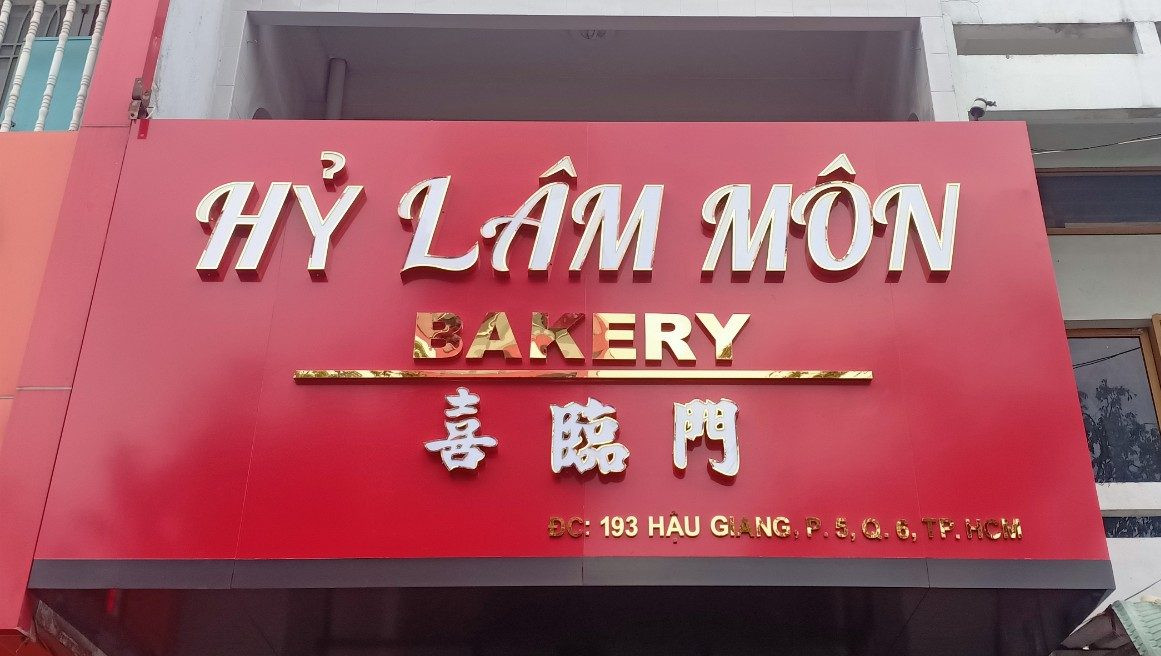 HỶ LÂM MÔN
BAKERY
喜臨門
ĐC: 193 HẬU GIANG, P. 5, Q. 6, TP. HCM